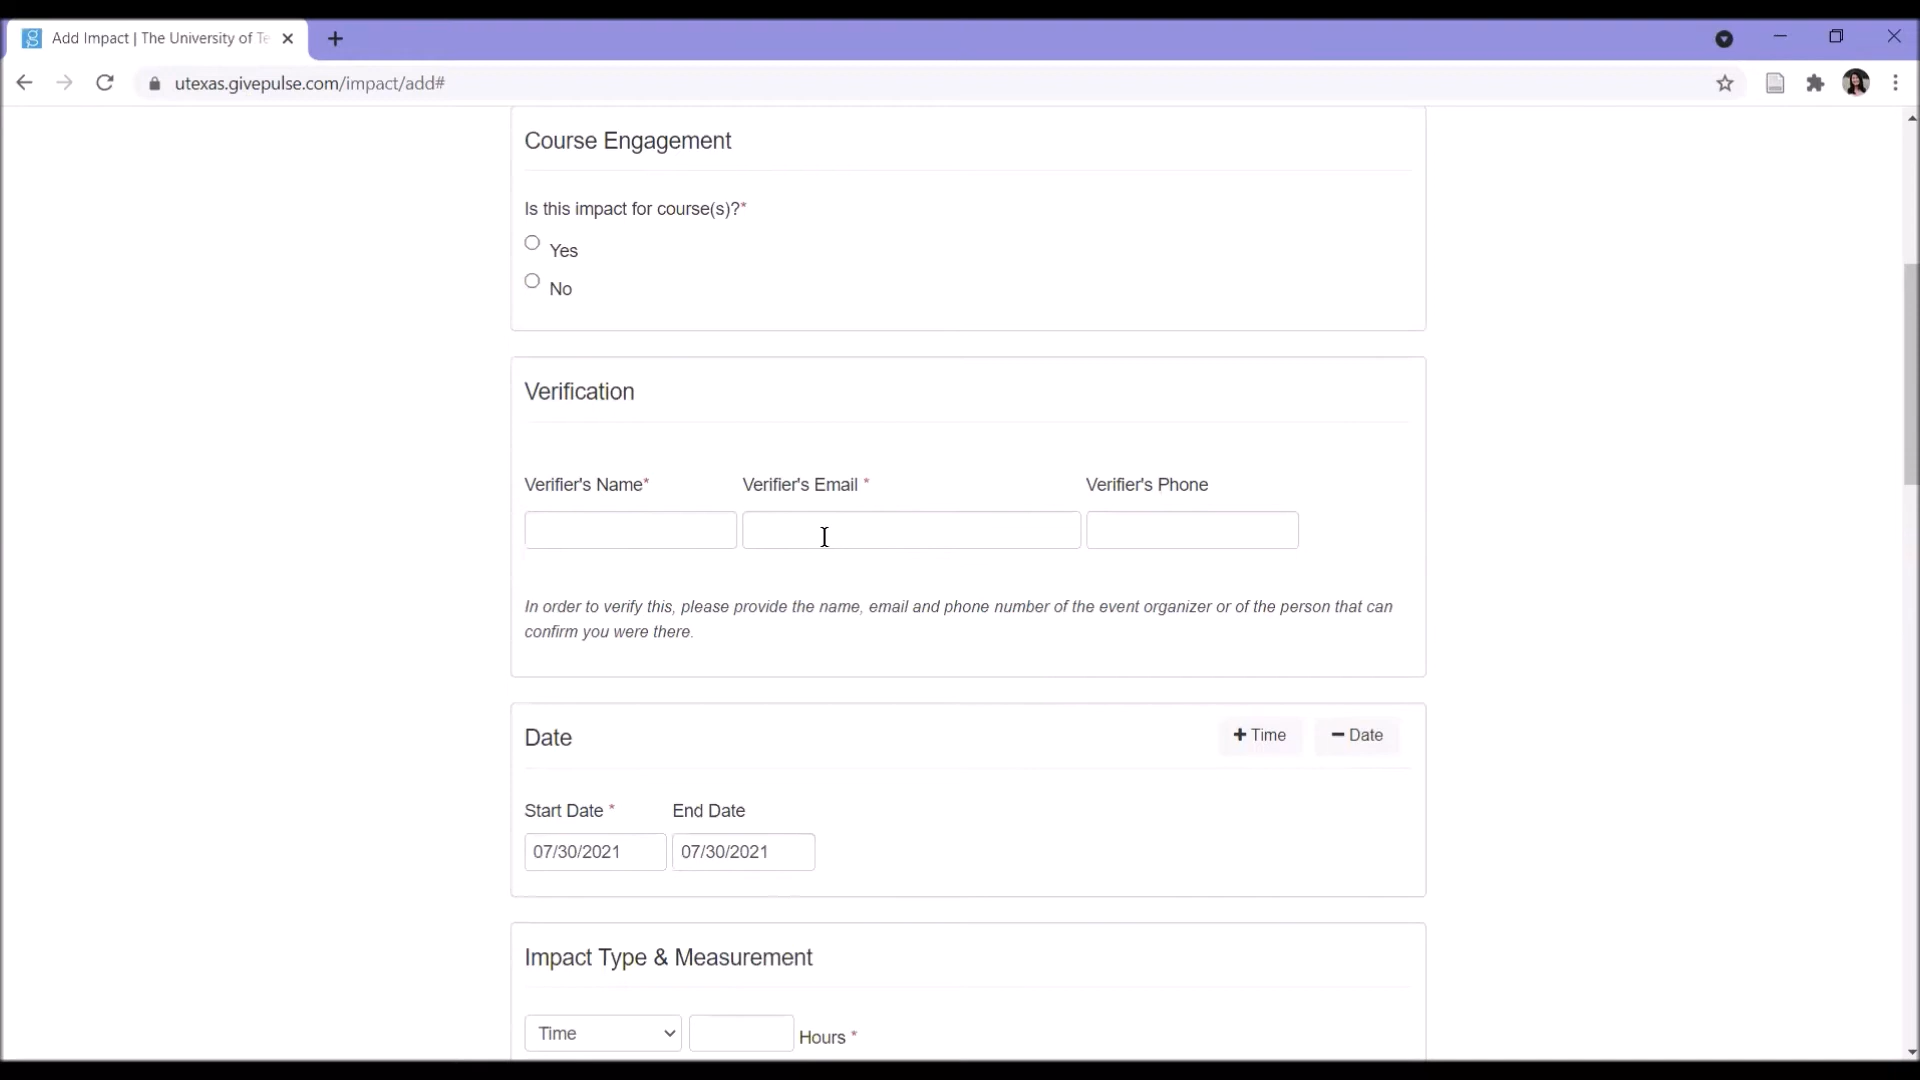 Add Impact | The University of Te
utexas.givepulse.com/impact/add#
Course Engagement
Is this impact for course(s)?*
Yes
No
Verification
Verifier's Name* Verifier's Email * Verifier's Phone
In order to verify this, please provide the name, email and phone number of the event organizer or of the person that can
confirm you were there.
Date + Time − Date
Start Date * End Date
07/30/2021 07/30/2021
Impact Type & Measurement
Time Hours *